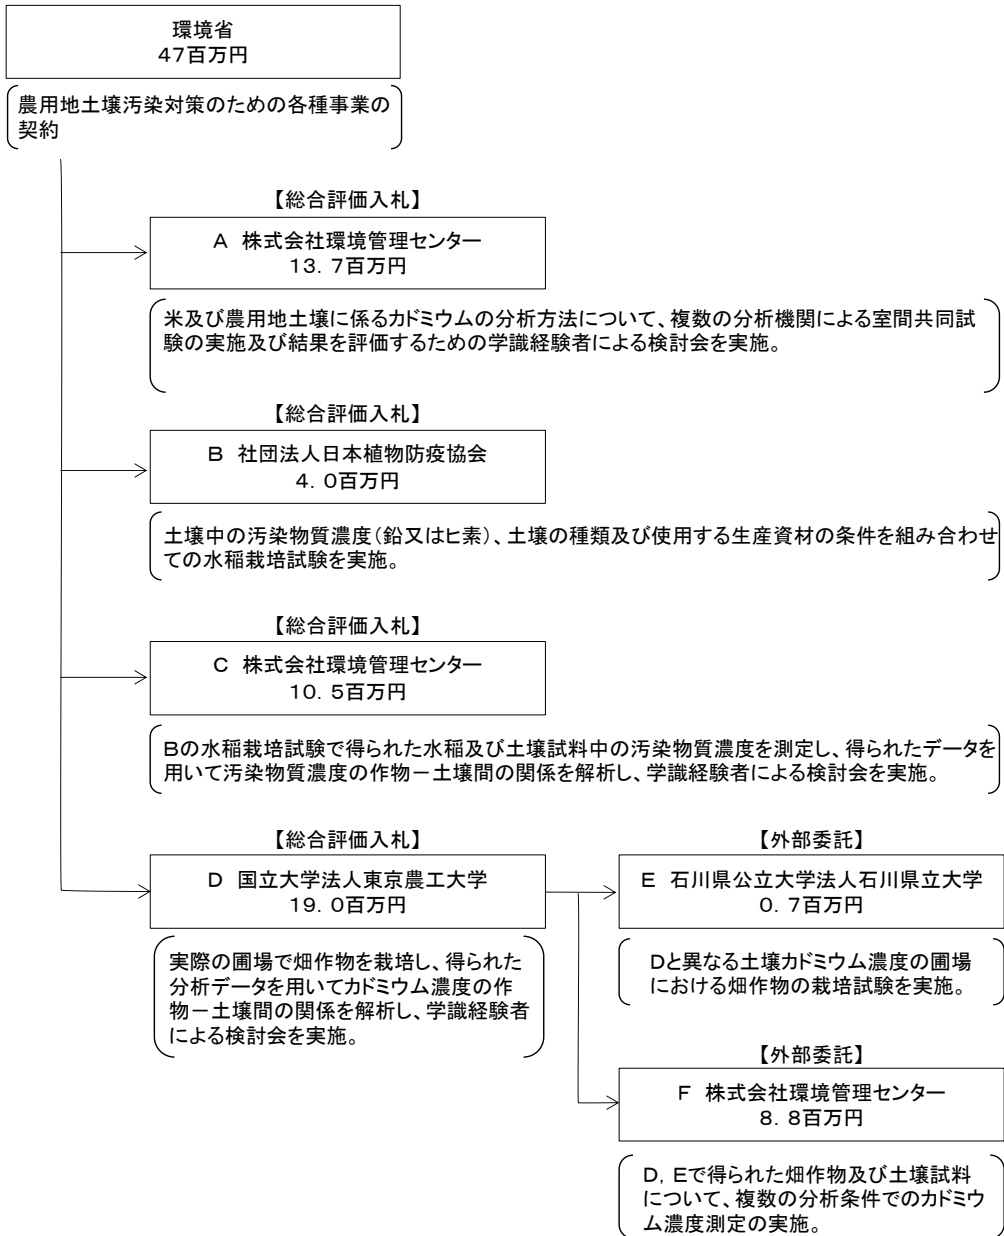 環境省
47百万円
農用地土壌汚染対策のための各種事業の
契約
【総合評価入札】
A 株式会社環境管理センター
13.7百万円
米及び農用地土壌に係るカドミウムの分析方法について、複数の分析機関による室間共同試
験の実施及び結果を評価するための学識経験者による検討会を実施。
【総合評価入札】
B 社団法人日本植物防疫協会
4.0百万円
土壌中の汚染物質濃度(鉛又はヒ素)、土壌の種類及び使用する生産資材の条件を組み合わせ
ての水稲栽培試験を実施。
【総合評価入札】
C 株式会社環境管理センター
10.5百万円
Bの水稲栽培試験で得られた水稲及び土壌試料中の汚染物質濃度を測定し、得られたデータを
用いて汚染物質濃度の作物-土壌間の関係を解析し、学識経験者による検討会を実施。
【総合評価入札】
D 国立大学法人東京農工大学
19.0百万円
実際の圃場で畑作物を栽培し、得られた
分析データを用いてカドミウム濃度の作
物-土壌間の関係を解析し、学識経験者
による検討会を実施。
【外部委託】
E 石川県公立大学法人石川県立大学
0.7百万円
Dと異なる土壌カドミウム濃度の圃場
における畑作物の栽培試験を実施。
【外部委託】
F 株式会社環境管理センター
8.8百万円
D,Eで得られた畑作物及び土壌試料
について、複数の分析条件でのカドミウ
ム濃度測定の実施。